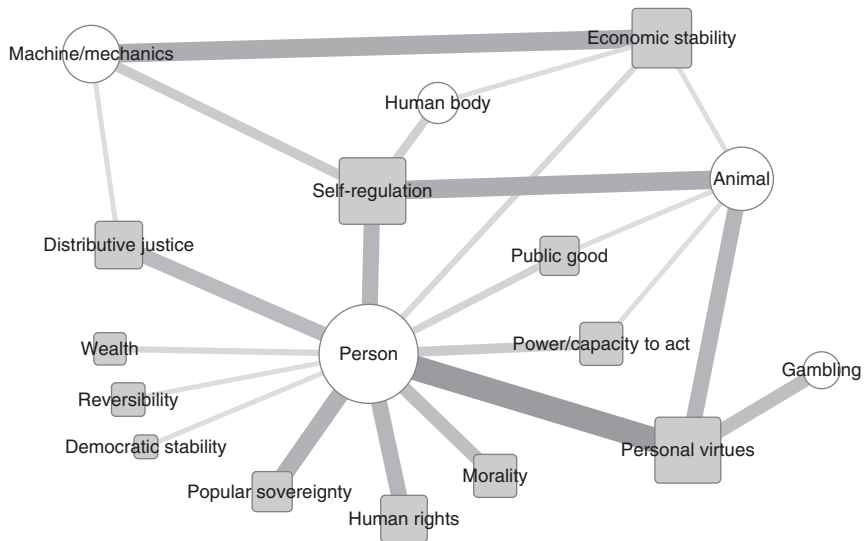 Economic stability
Machine/mechanics
Human body
Animal
Self-regulation
Distributive justice
Public good
Power/capacity to act
Wealth
Person
Gambling
Reversibility
Democratic stability
Personal virtues
Morality
Popular sovereignty
Human rights